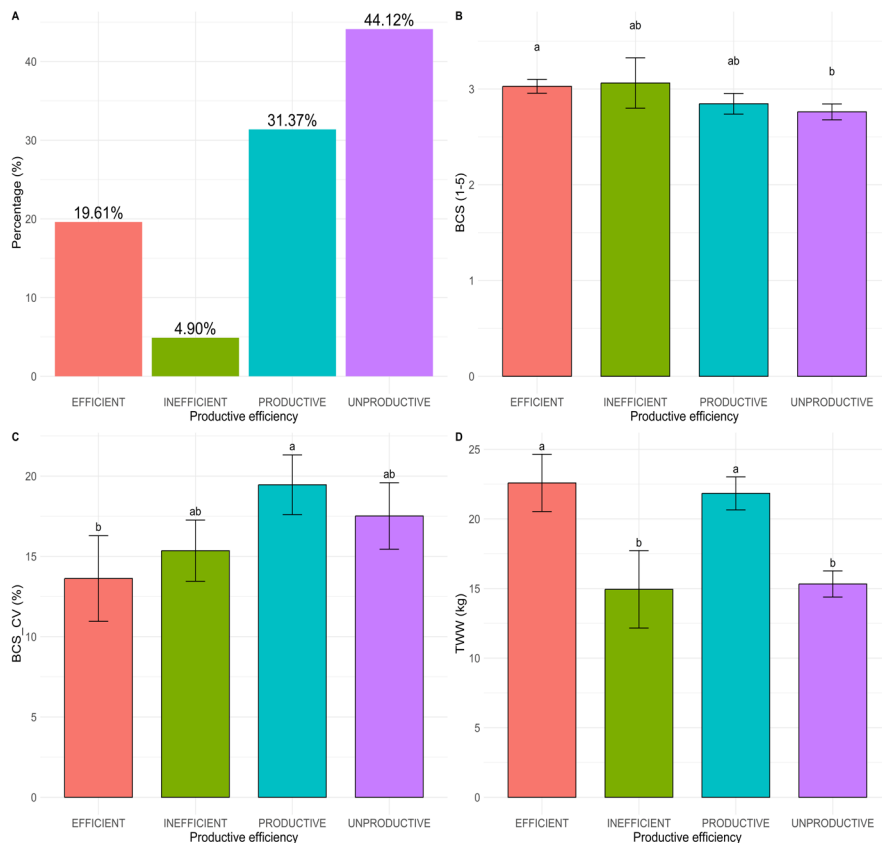 A
Percentage (%)
40
30
20
10
0
19.61%
4.90%
31.37%
44.12%
EFFICIENT INEFFICIENT PRODUCTIVE UNPRODUCTIVE
Productive efficiency
B
BCS (1-5)
3
2
1
0
a
ab
ab
b
EFFICIENT INEFFICIENT PRODUCTIVE UNPRODUCTIVE
Productive efficiency
C
BCS_CV (%)
20
15
10
5
0
b
ab
a
ab
EFFICIENT INEFFICIENT PRODUCTIVE UNPRODUCTIVE
Productive efficiency
D
TWW (kg)
25
20
15
10
5
0
a
b
a
b
EFFICIENT INEFFICIENT PRODUCTIVE UNPRODUCTIVE
Productive efficiency